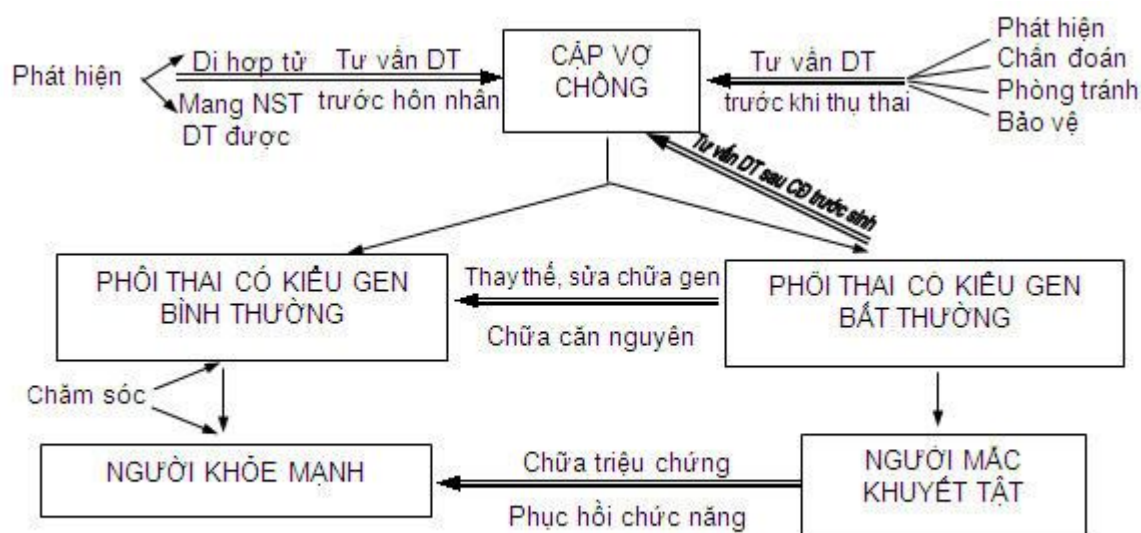 Phát hiện
Dị hợp tử
Mang NST
DT được
Tư vấn DT
trước hôn nhân
CẶP VỢ
CHỒNG
Tư vấn DT
trước khi thụ thai
Phát hiện
Chẩn đoán
Phòng tránh
Bảo vệ
Tư vấn DT sau CĐ trước sinh
PHÔI THAI CÓ KIỂU GEN
BÌNH THƯỜNG
Thay thế, sửa chữa gen
Chữa căn nguyên
PHÔI THAI CÓ KIỂU GEN
BẤT THƯỜNG
Chăm sóc
NGƯỜI KHỎE MẠNH
Chữa triệu chứng
Phục hồi chức năng
NGƯỜI MẮC
KHUYẾT TẬT